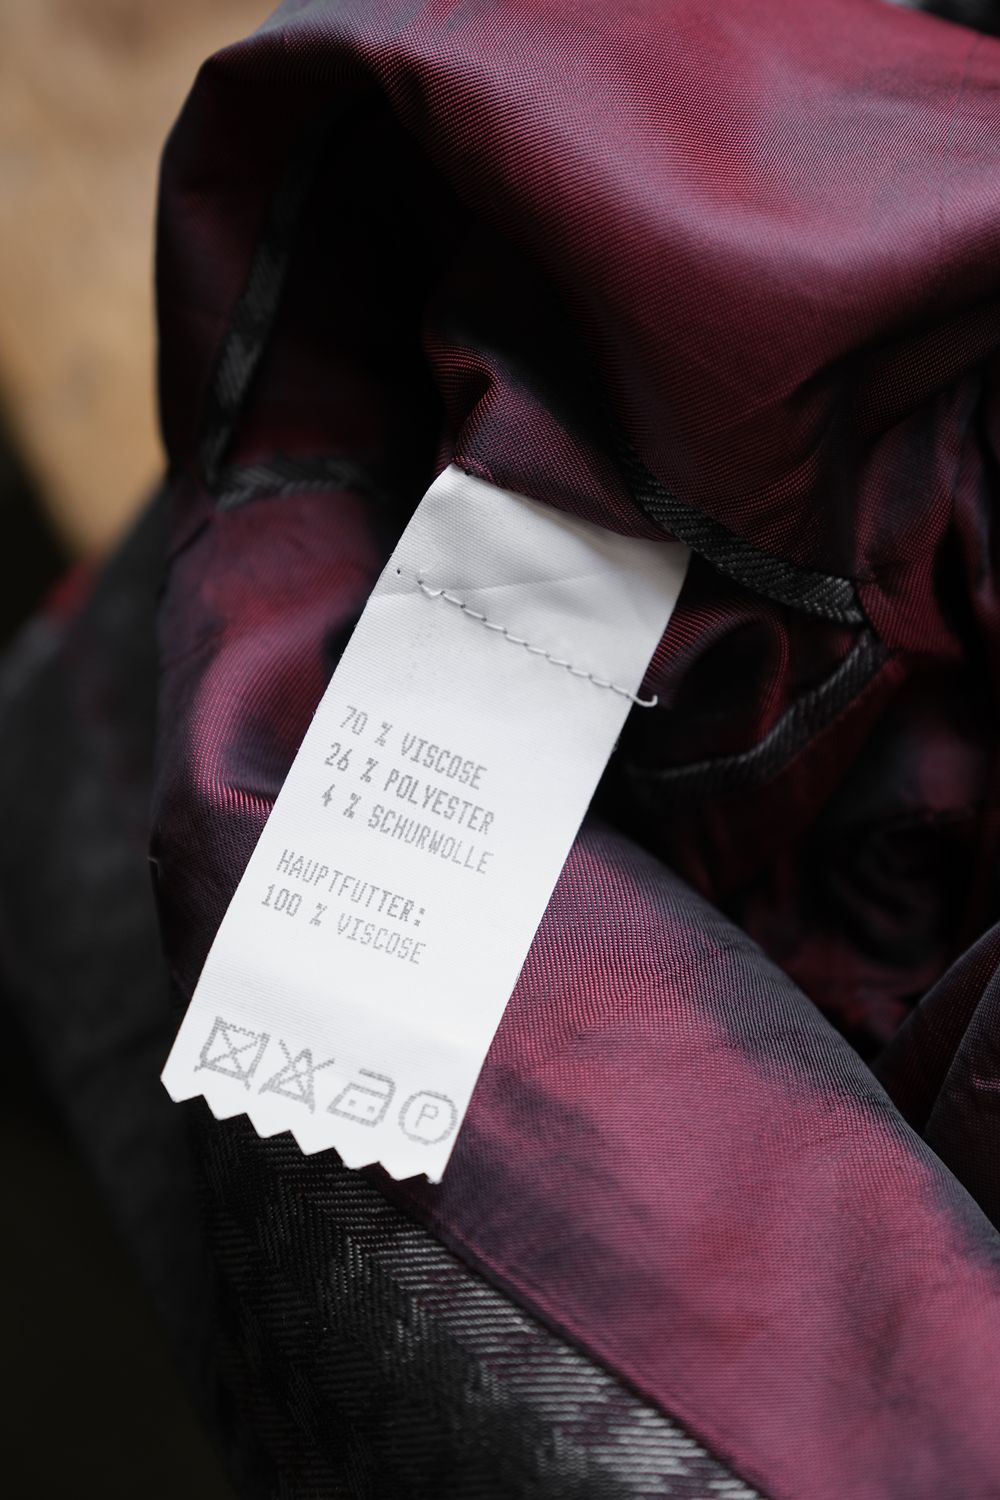 70 % VISCOSE
26 % POLYESTER
4 % SCHURWOLLE
HAUPTFUTTER:
100 % VISCOSE
P